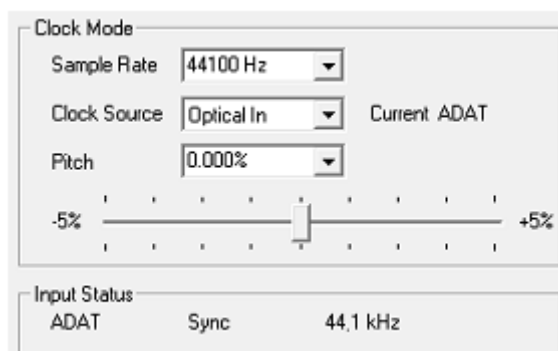 Clock Mode
Sample Rate 44100 Hz
Clock Source Optical In Current ADAT
Pitch 0.000%
-5% +5%
Input Status
ADAT Sync 44,1 kHz